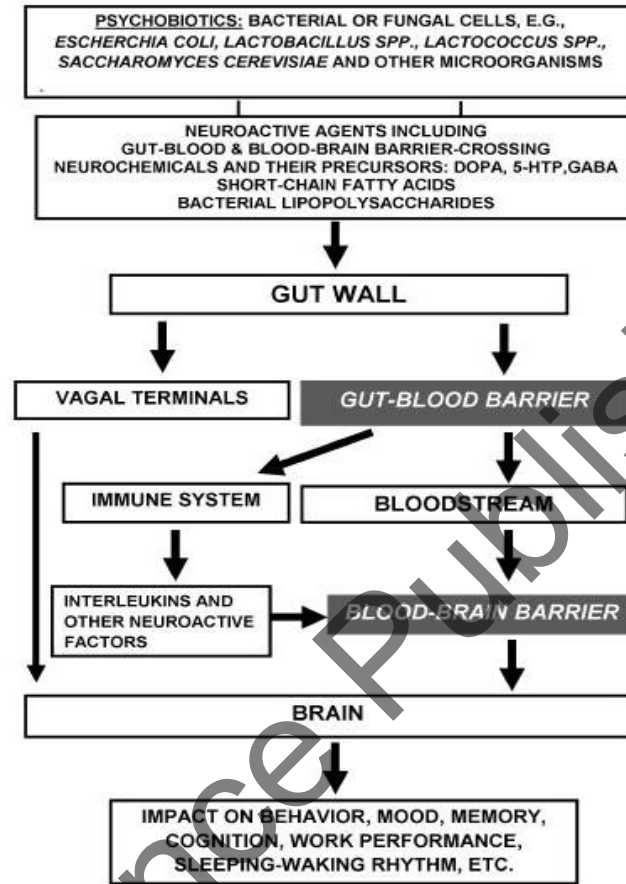 PSYCHOBIOTICS: BACTERIAL OR FUNGAL CELLS, E.G.,
ESCHERCHIA COLI, LACTOBACILLUS SPP., LACTOCOCCUS SPP.,
SACCHAROMYCES CEREVISIAE AND OTHER MICROORGANISMS
NEUROACTIVE AGENTS INCLUDING
GUT-BLOOD & BLOOD-BRAIN BARRIER-CROSSING
NEUROCHEMICALS AND THEIR PRECURSORS: DOPA, 5-HTP,GABA
SHORT-CHAIN FATTY ACIDS
BACTERIAL LIPOPOLYSACCHARIDES
GUT WALL
VAGAL TERMINALS
GUT-BLOOD BARRIER
IMMUNE SYSTEM
BLOODSTREAM
INTERLEUKINS AND
OTHER NEUROACTIVE
FACTORS
BLOOD-BRAIN BARRIER
BRAIN
IMPACT ON BEHAVIOR, MOOD, MEMORY,
COGNITION, WORK PERFORMANCE,
SLEEPING-WAKING RHYTHM, ETC.